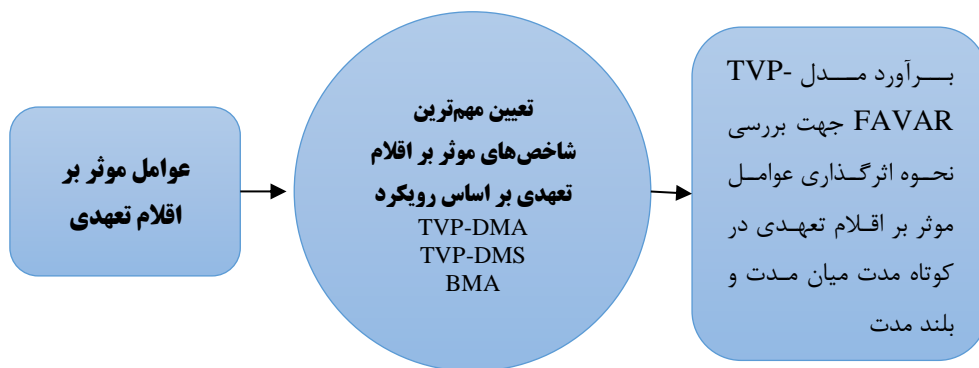 عوامل موثر بر
اقلام تعهدی
تعیین مهم‌ترین
شاخص‌های موثر بر اقلام
تعهدی بر اساس رویکرد
TVP-DMA
TVP-DMS
BMA
برآورد مدل TVP-
FAVAR جهت بررسی
نحوه اثرگذاری عوامل
موثر بر اقلام تعهدی در
کوتاه مدت میان مدت و
بلند مدت